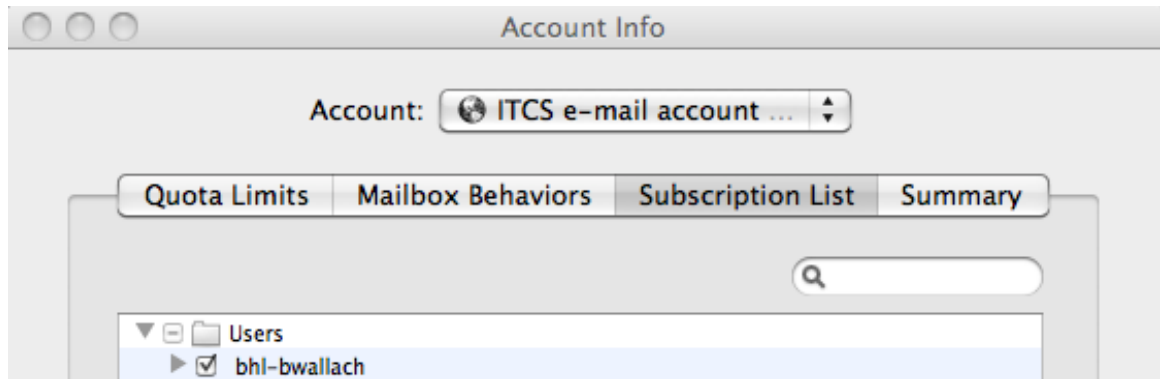 Account Info
Account: ITCS e-mail account ...
Quota Limits Mailbox Behaviors Subscription List Summary
Users
bhl-bwallach